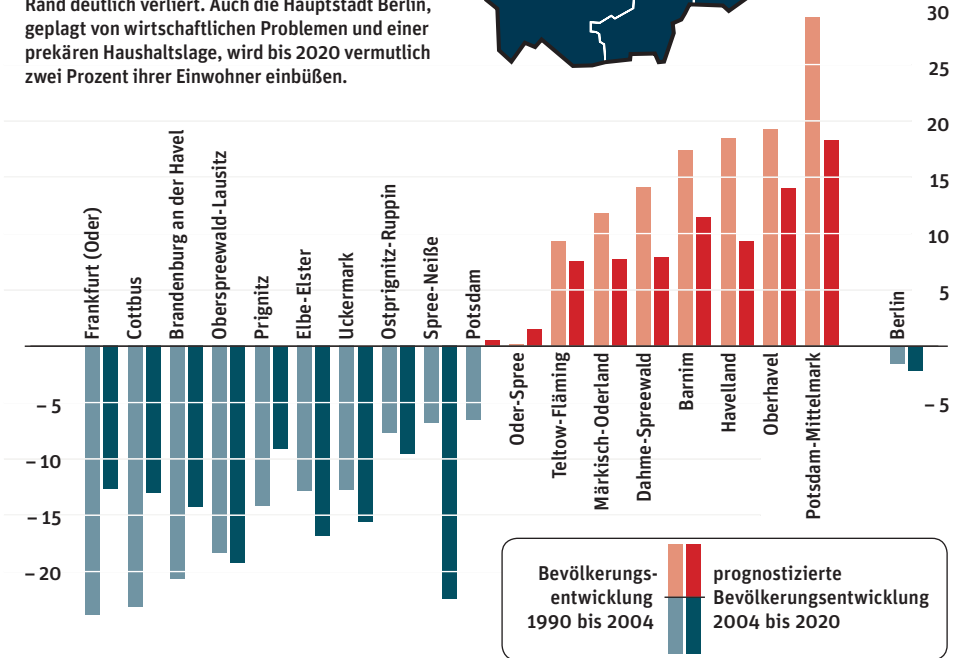 Rand deutlich verliert. Auch die Hauptstadt Berlin,
geplagt von wirtschaftlichen Problemen und einer
prekären Haushaltslage, wird bis 2020 vermutlich
zwei Prozent ihrer Einwohner einbüßen.
30
25
20
15
10
5
– 5
– 5
– 10
– 15
– 20
Frankfurt (Oder)
Cottbus
Brandenburg an der Havel
Oberspreewald-Lausitz
Prignitz
Elbe-Elster
Uckermark
Ostprignitz-Ruppin
Spree-Neiße
Potsdam
Oder-Spree
Teltow-Fläming
Märkisch-Oderland
Dahme-Spreewald
Barnim
Havelland
Oberhavel
Potsdam-Mittelmark
Berlin
Bevölkerungs-
entwicklung
1990 bis 2004
prognostizierte
Bevölkerungsentwicklung
2004 bis 2020